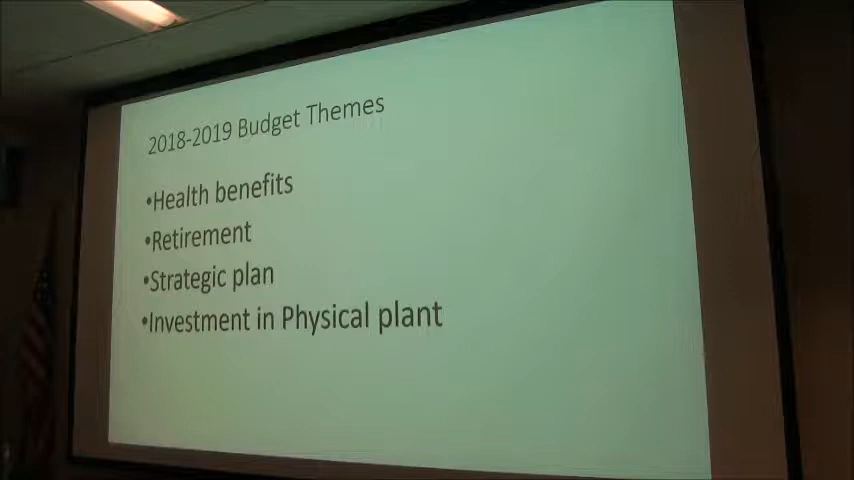 2018-2019 Budget Themes
•Health benefits
•Retirement
•Strategic plan
•Investment in Physical plant